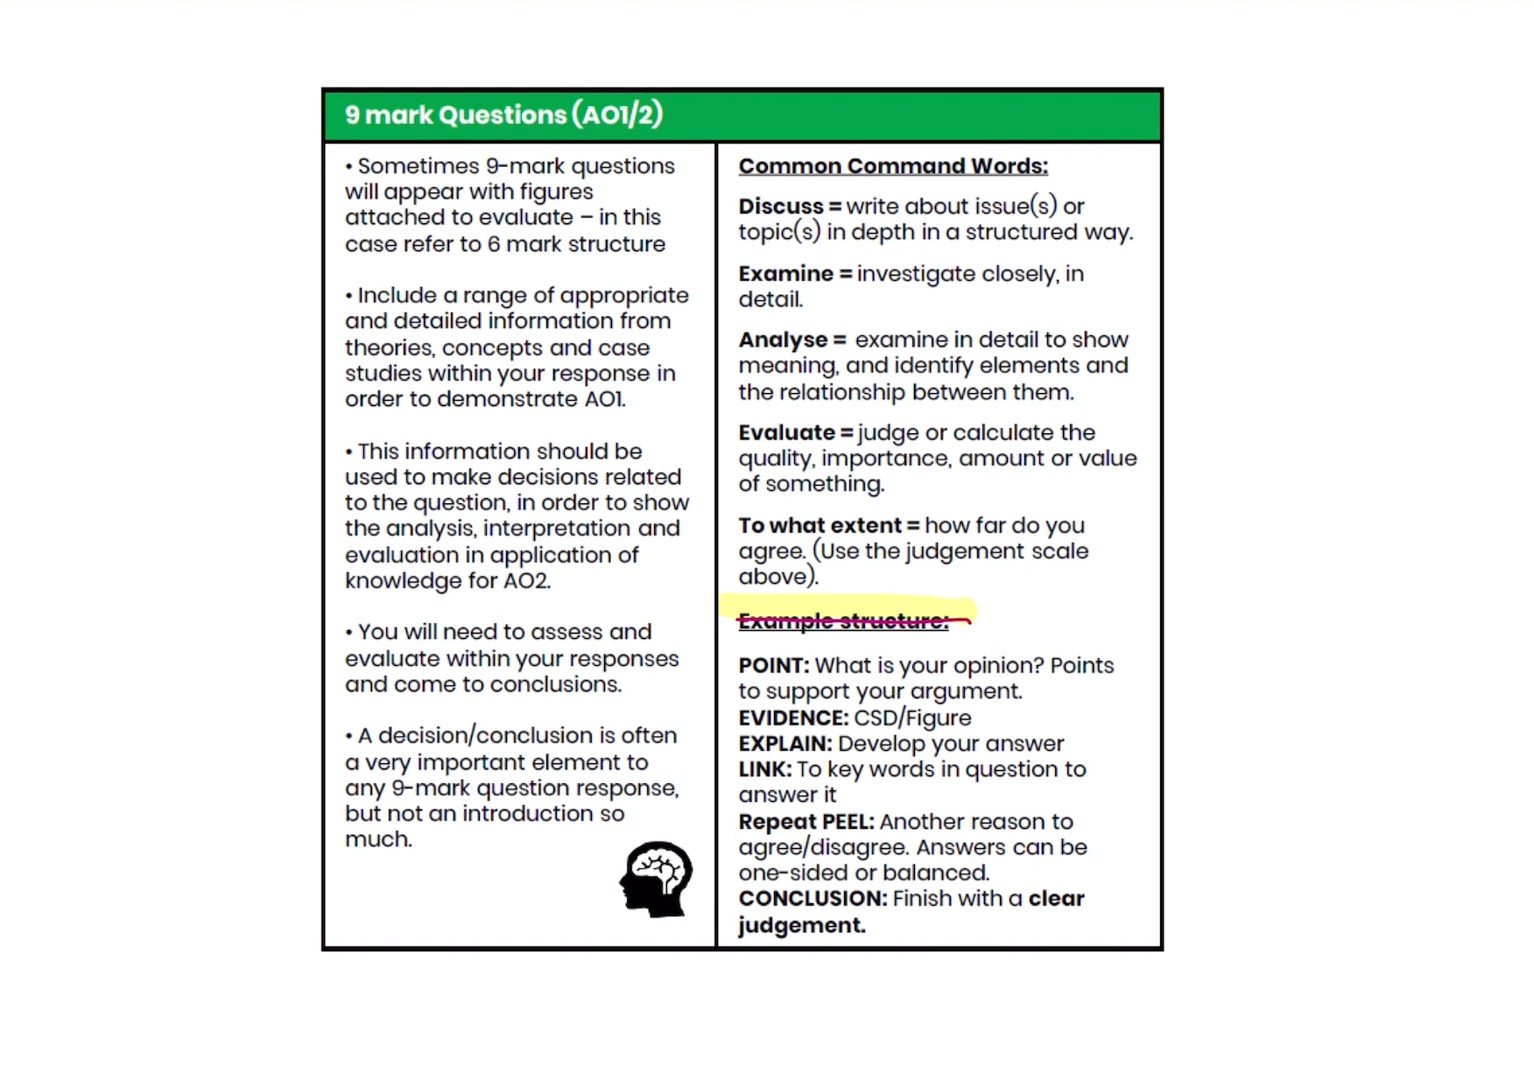 9 mark Questions (AO1/2)
• Sometimes 9-mark questions
will appear with figures
attached to evaluate – in this
case refer to 6 mark structure
• Include a range of appropriate
and detailed information from
theories, concepts and case
studies within your response in
order to demonstrate AO1.
• This information should be
used to make decisions related
to the question, in order to show
the analysis, interpretation and
evaluation in application of
knowledge for AO2.
• You will need to assess and
evaluate within your responses
and come to conclusions.
• A decision/conclusion is often
a very important element to
any 9-mark question response,
but not an introduction so
much.
Common Command Words:
Discuss = write about issue(s) or
topic(s) in depth in a structured way.
Examine = investigate closely, in
detail.
Analyse = examine in detail to show
meaning, and identify elements and
the relationship between them.
Evaluate = judge or calculate the
quality, importance, amount or value
of something.
To what extent = how far do you
agree. (Use the judgement scale
above).
Example structure:
POINT: What is your opinion? Points
to support your argument.
EVIDENCE: CSD/Figure
EXPLAIN: Develop your answer
LINK: To key words in question to
answer it
Repeat PEEL: Another reason to
agree/disagree. Answers can be
one-sided or balanced.
CONCLUSION: Finish with a clear
judgement.